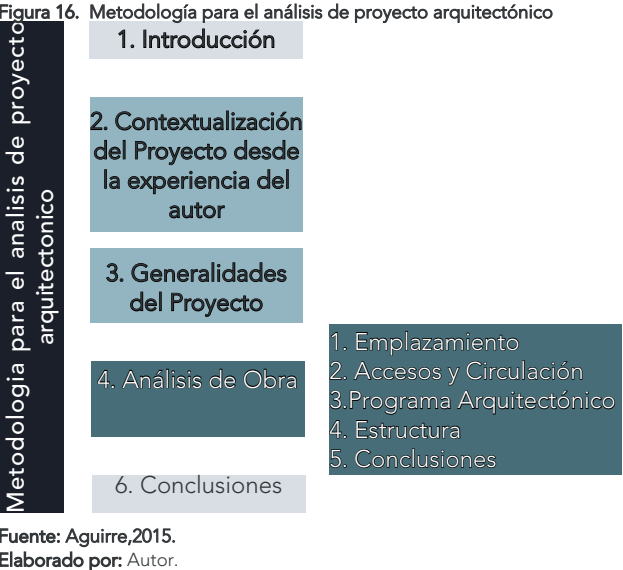 Figura 16. Metodología para el análisis de proyecto arquitectónico
Metodologia para el analisis de proyecto
arquitectonico
1. Introducción
2. Contextualización
del Proyecto desde
la experiencia del
autor
3. Generalidades
del Proyecto
4. Análisis de Obra
1. Emplazamiento
2. Accesos y Circulación
3.Programa Arquitectónico
4. Estructura
5. Conclusiones
6. Conclusiones
Fuente: Aguirre,2015.
Elaborado por: Autor.